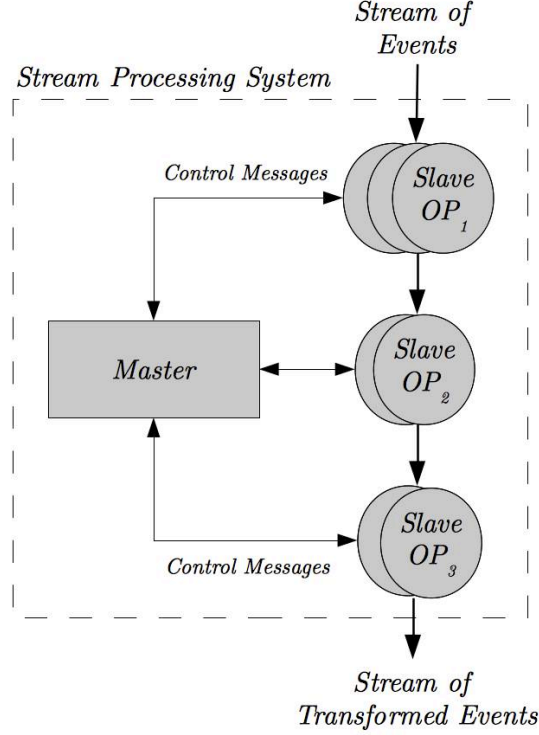 Stream of
Events
Stream Processing System
Control Messages
Slave
OP₁
Master
Slave
OP₂
Slave
OP₃
Control Messages
Stream of
Transformed Events